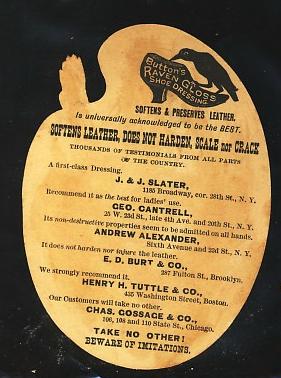 Button's
RAVEN GLOSS
SHOE DRESSING
SOFTENS & PRESERVES LEATHER.
Is universally acknowledged to be the BEST.
SOFTENS LEATHER, DOES NOT HARDEN, SCALE nor CRACK
THOUSANDS OF TESTIMONIALS FROM ALL PARTS
OF THE COUNTRY.
A first-class Dressing.
J. & J. SLATER,
1185 Broadway, cor. 28th St., N. Y.
Recommend it as the best for ladies' use.
GEO. CANTRELL,
25 W. 23d St., late 4th Ave. and 20th St., N. Y.
Its non-destructive properties seem to be admitted on all hands.
ANDREW ALEXANDER,
Sixth Avenue and 23d St., N. Y.
It does not harden nor injure the leather.
E. D. BURT & CO.,
287 Fulton St., Brooklyn.
We strongly recommend it.
HENRY H. TUTTLE & CO.,
435 Washington Street, Boston.
Our Customers will take no other.
CHAS. GOSSAGE & CO.,
106, 108 and 110 State St., Chicago.
TAKE NO OTHER!
BEWARE OF IMITATIONS.